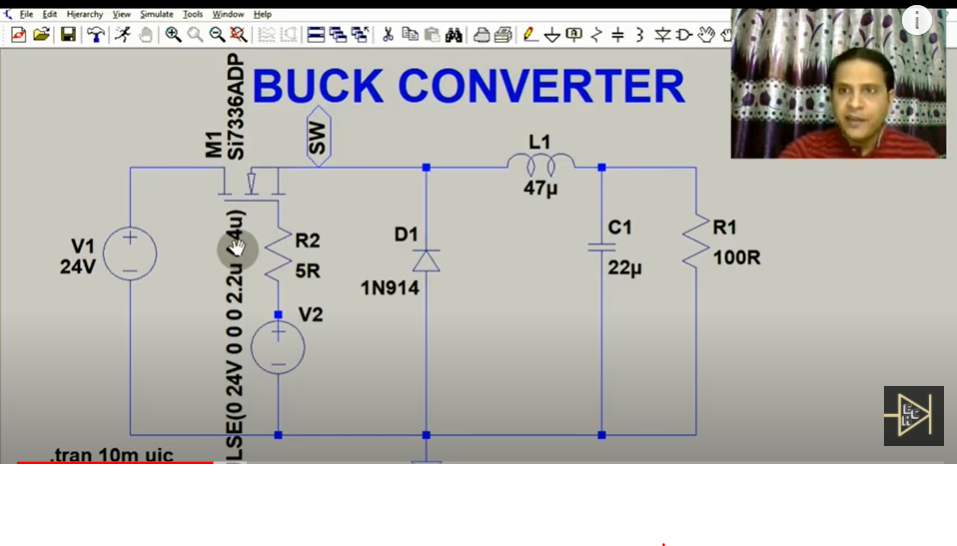 File Edit Hierarchy View Simulate Tools Window Help
BUCK CONVERTER
M1
Si7336ADP
SW
L1
47µ
V1
24V
R2
5R
D1
1N914
C1
22µ
R1
100R
V2
LSE(0 24V 0 0 0 2.2u 4u)
.tran 10m uic